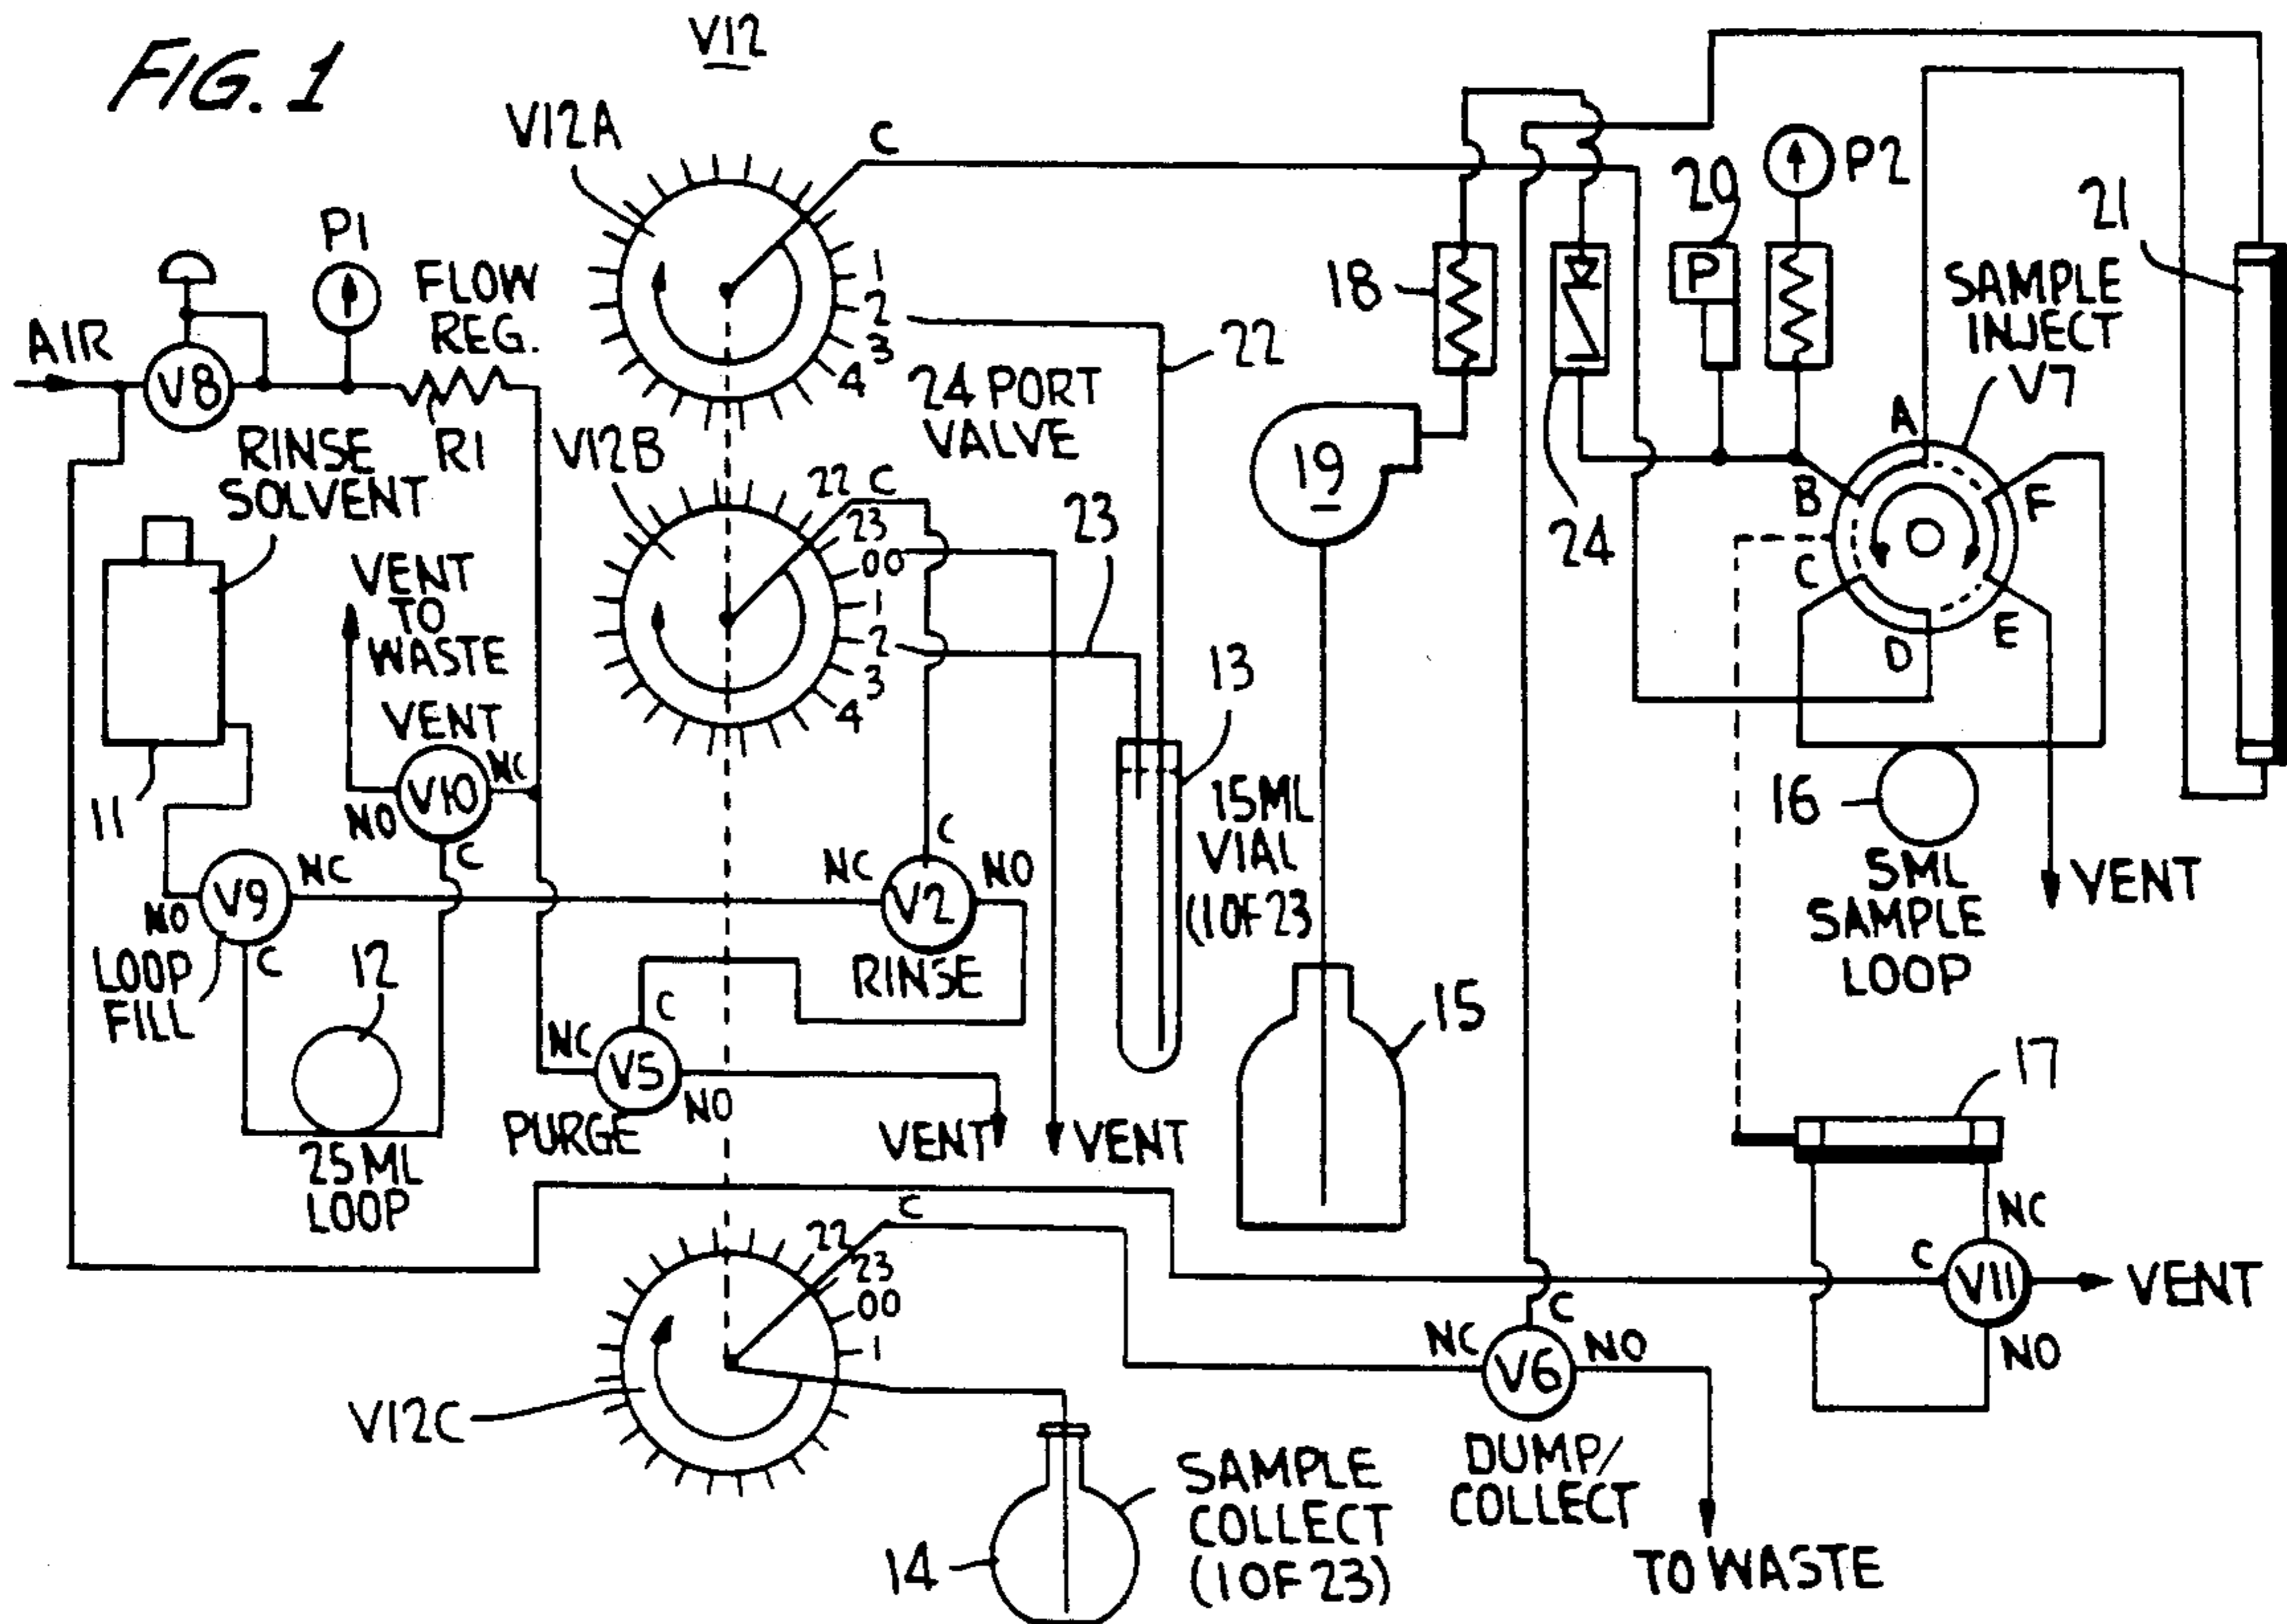 FIG. 1
V12
V12A
C
1
2
3
4
24 PORT
VALVE
22
AIR
V8
P1
FLOW
REG.
R1
RINSE
SOLVENT
11
V12B
22 C
23
00
1
2
3
4
23
VENT
TO
WASTE
VENT
V10
NC
NO
C
V9
NC
NO
C
LOOP
FILL
12
25 ML
LOOP
NC
C
NO
V2
RINSE
C
NC
V5
NO
PURGE
VENT
VENT
13
15ML
VIAL
(1 OF 23
V12C
22
C
23
00
1
14
SAMPLE
COLLECT
(1 OF 23)
18
19
15
24
20
P
P2
21
SAMPLE
INJECT
V7
A
B
C
D
E
F
16
5ML
SAMPLE
LOOP
VENT
17
NC
C
V11
NO
VENT
NC
C
V6
NO
DUMP/
COLLECT
TO WASTE